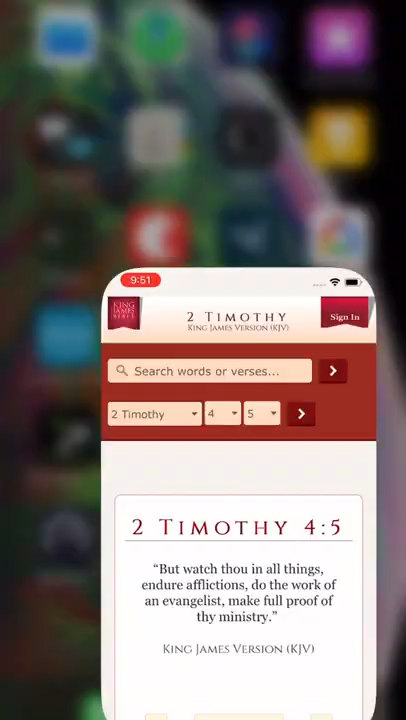 9:51
KING
JAMES
BIBLE
2 Timothy
King James Version (KJV)
Sign In
Search words or verses...
2 Timothy 4 5
2 Timothy 4:5
“But watch thou in all things,
endure afflictions, do the work of
an evangelist, make full proof of
thy ministry.”
King James Version (KJV)